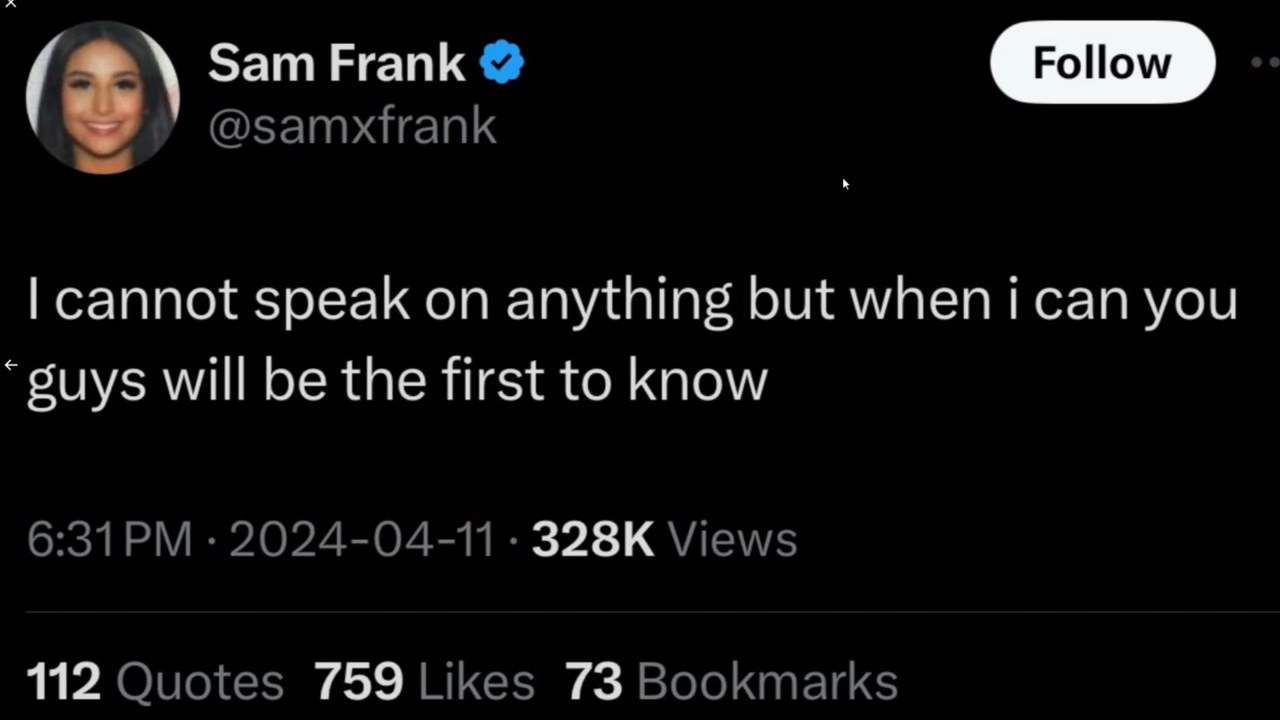 Sam Frank
Follow
@samxfrank
I cannot speak on anything but when i can you
guys will be the first to know
6:31 PM · 2024-04-11 · 328K Views
112 Quotes 759 Likes 73 Bookmarks